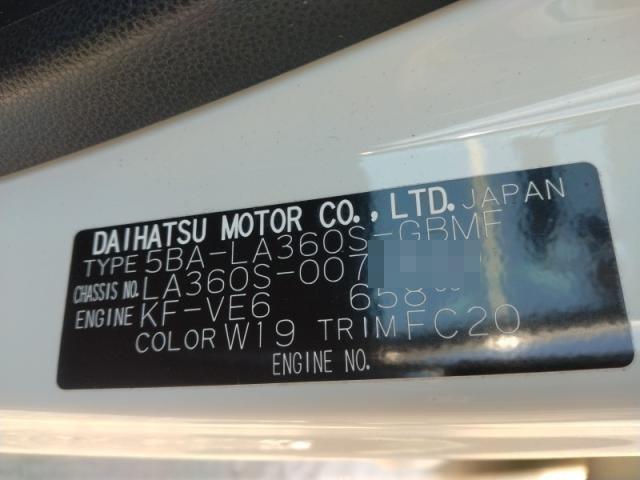 DAIHATSU MOTOR CO., LTD. JAPAN
TYPE 5BA-LA360S-GBMF
CHASSIS NO. LA360S-007
ENGINE KF-VE6 658
COLOR W19 TRIM FC20
ENGINE NO.